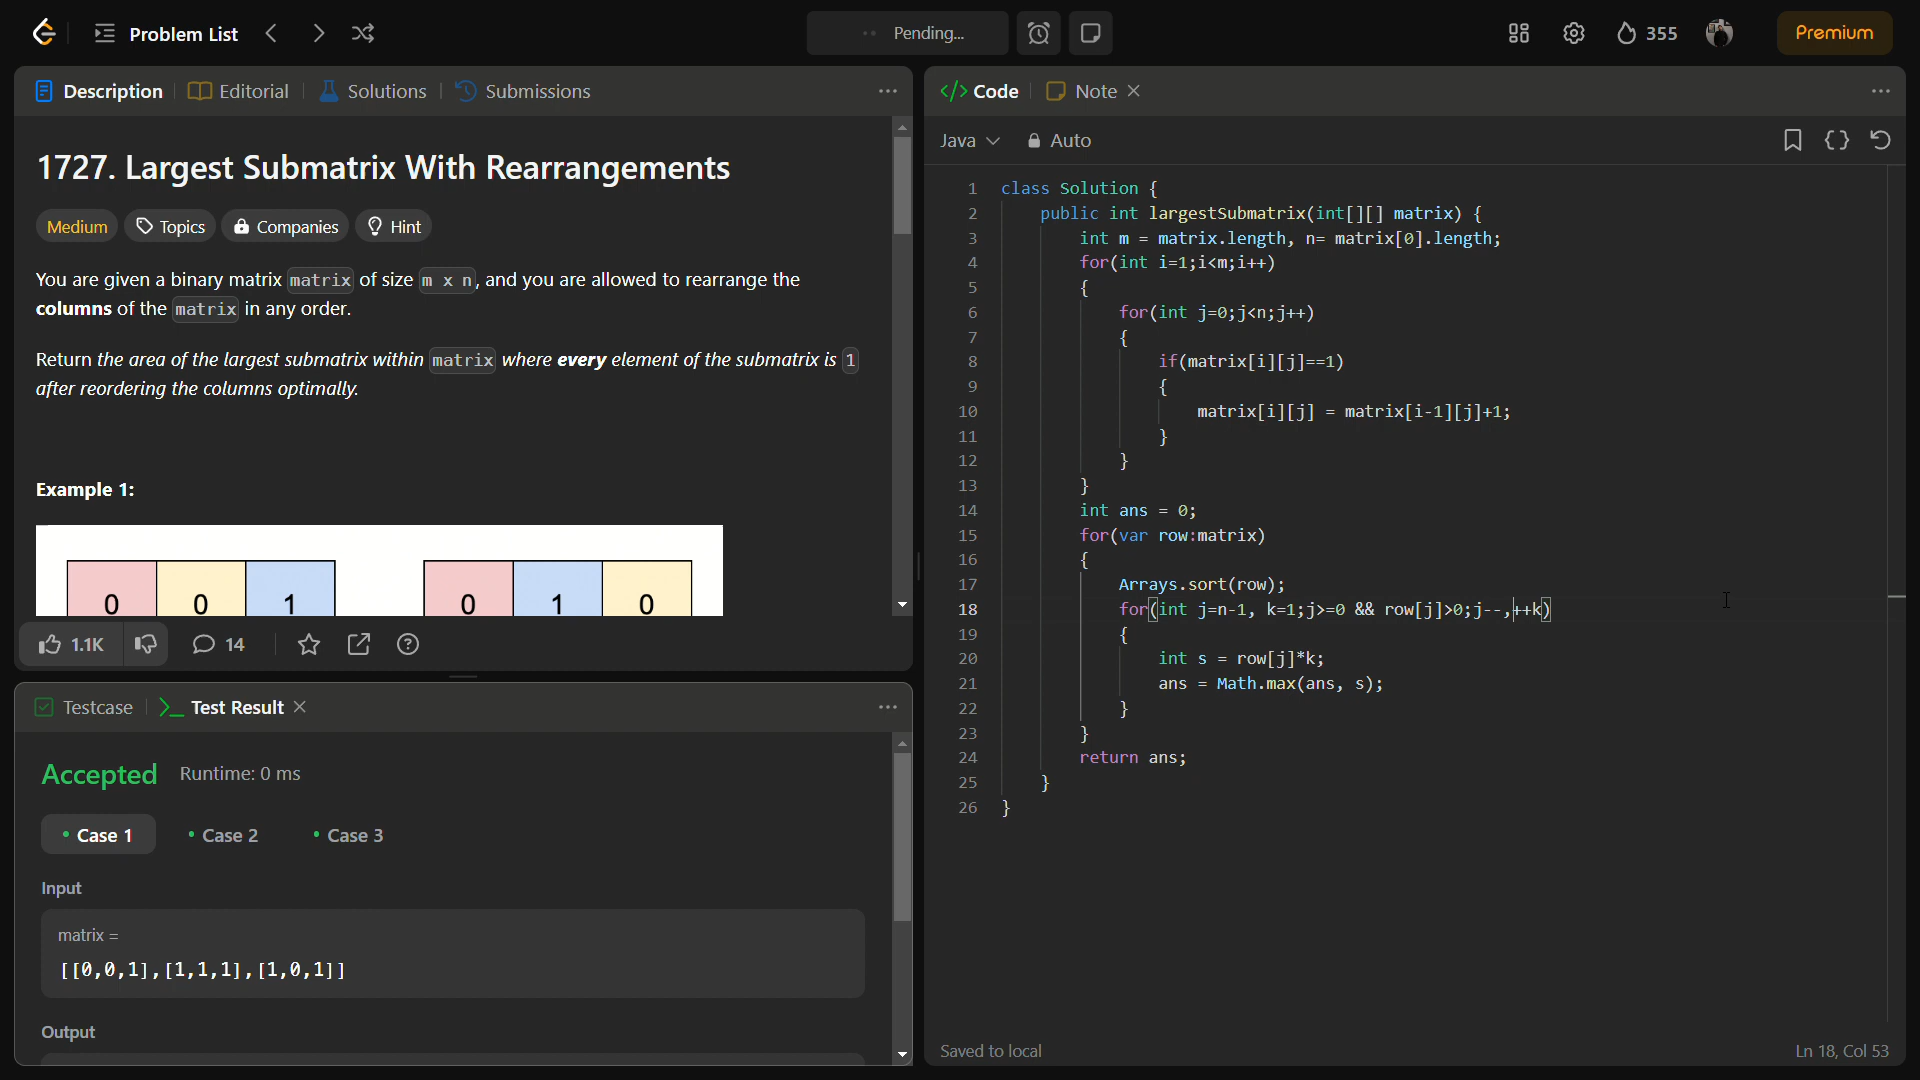 Problem List
Pending...
355
Premium
Description
Editorial
Solutions
Submissions
1727. Largest Submatrix With Rearrangements
Medium
Topics
Companies
Hint
You are given a binary matrix matrix of size m x n, and you are allowed to rearrange the
columns of the matrix in any order.
Return the area of the largest submatrix within matrix where every element of the submatrix is 1
after reordering the columns optimally.
Example 1:
0 0 1 0 1 0
1.1K
14
Testcase
>_ Test Result
Accepted Runtime: 0 ms
Case 1
Case 2
Case 3
Input
matrix =
[[0,0,1],[1,1,1],[1,0,1]]
Output
</> Code
Note
Java
Auto
1 class Solution {
2 public int largestSubmatrix(int[][] matrix) {
3 int m = matrix.length, n= matrix[0].length;
4 for(int i=1;i<m;i++)
5 {
6 for(int j=0;j<n;j++)
7 {
8 if(matrix[i][j]==1)
9 {
10 matrix[i][j] = matrix[i-1][j]+1;
11 }
12 }
13 }
14 int ans = 0;
15 for(var row:matrix)
16 {
17 Arrays.sort(row);
18 for(int j=n-1, k=1;j>=0 && row[j]>0;j--,++k)
19 {
20 int s = row[j]*k;
21 ans = Math.max(ans, s);
22 }
23 }
24 return ans;
25 }
26 }
Saved to local
Ln 18, Col 53